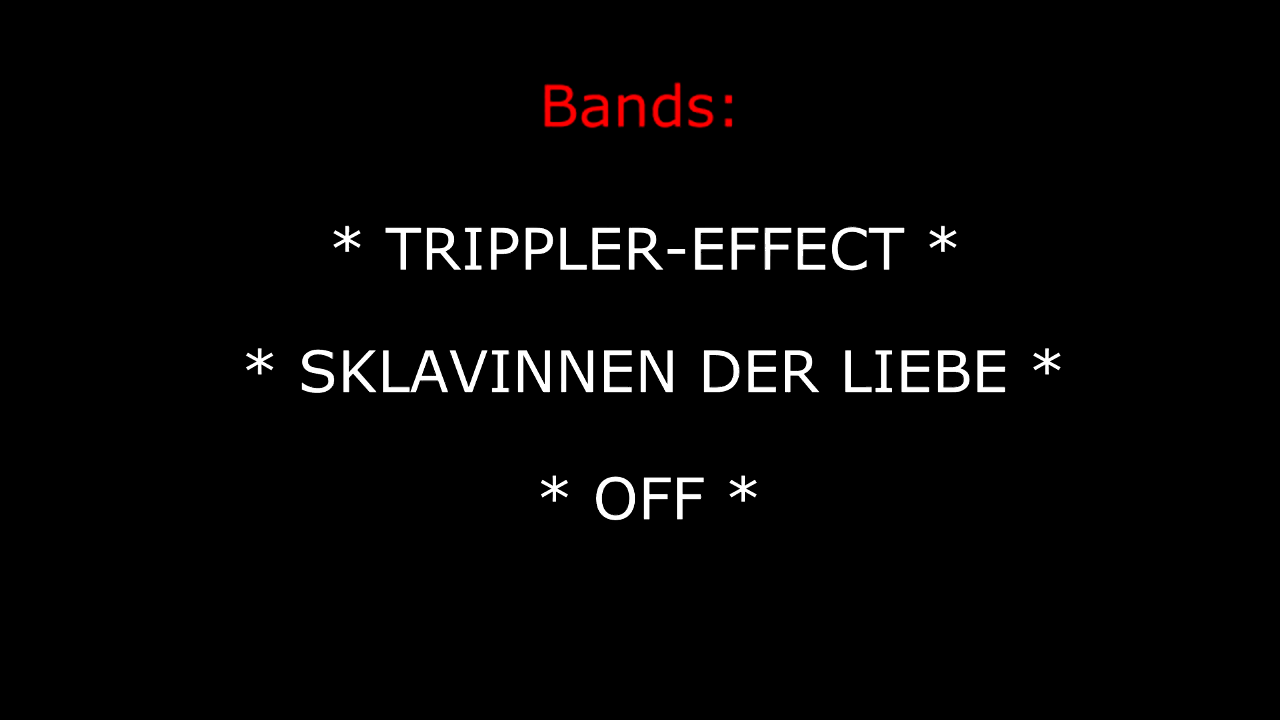 Bands:
* TRIPPLER-EFFECT *
* SKLAVINNEN DER LIEBE *
* OFF *